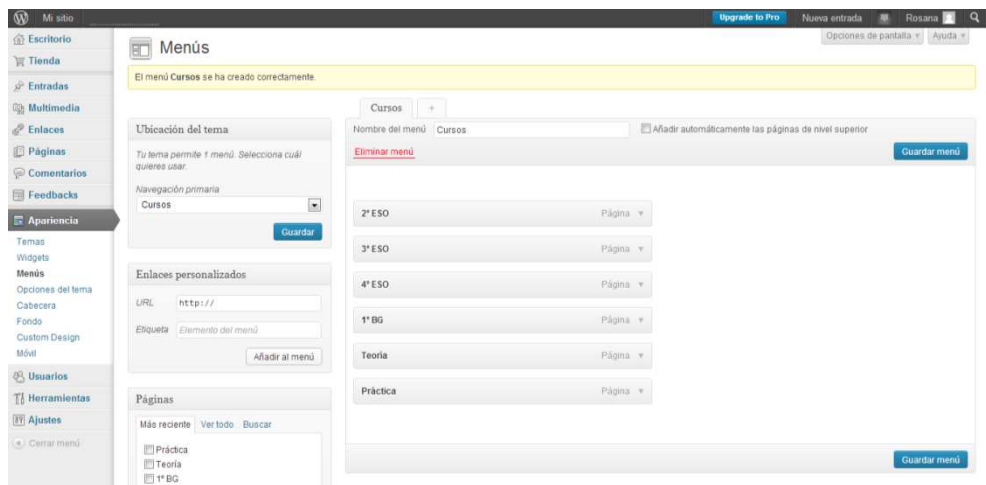 Mi sitio
Upgrade to Pro
Nueva entrada
Rosana
Escritorio
Tienda
Entradas
Multimedia
Enlaces
Páginas
Comentarios
Feedbacks
Apariencia
Temas
Widgets
Menús
Opciones del tema
Cabecera
Fondo
Custom Design
Móvil
Usuarios
Herramientas
Ajustes
Cerrar menú
Opciones de pantalla
Ayuda
Menús
El menú Cursos se ha creado correctamente.
Ubicación del tema
Tu tema permite 1 menú. Selecciona cuál
quieres usar.
Navegación primaria
Cursos
Guardar
Enlaces personalizados
URL http://
Etiqueta Elemento del menú
Añadir al menú
Páginas
Más reciente Ver todo Buscar
Práctica
Teoría
1º BG
Cursos +
Nombre del menú Cursos
Añadir automáticamente las páginas de nivel superior
Eliminar menú
Guardar menú
2º ESO Página
3º ESO Página
4º ESO Página
1º BG Página
Teoría Página
Práctica Página
Guardar menú